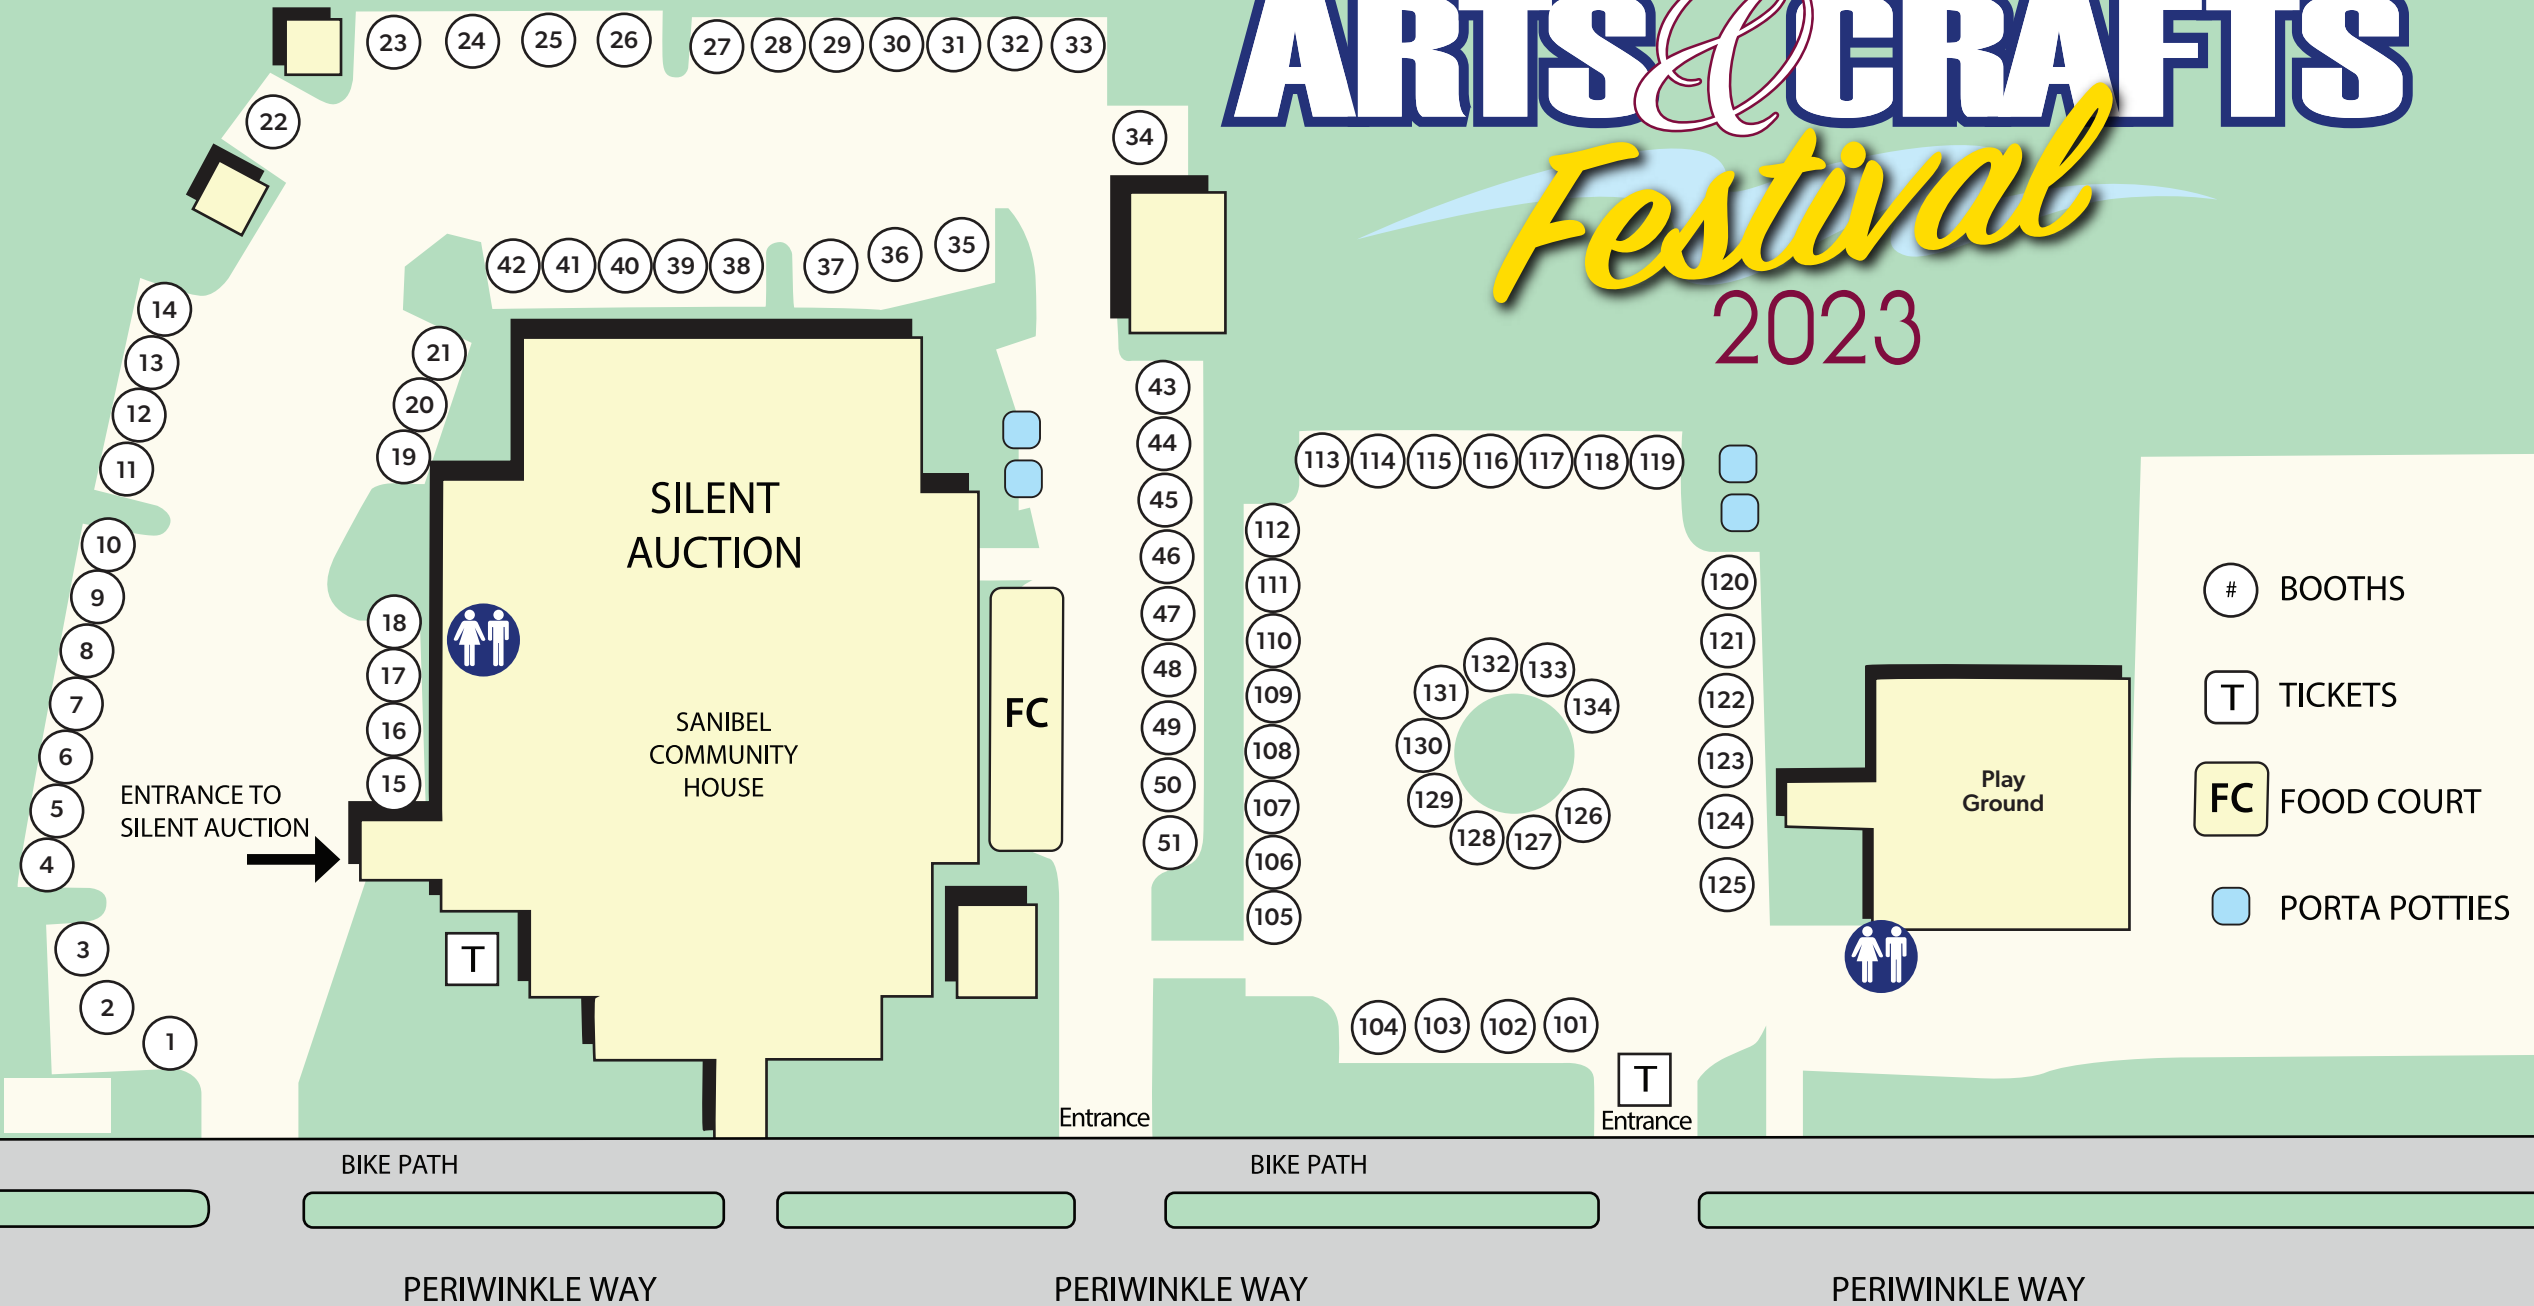 ARTS & CRAFTS
Festival
2023
23 24 25 26 27 28 29 30 31 32 33
22
34
42 41 40 39 38 37 36 35
14
13
12
11
10
9
8
7
6
5
4
3
2
1
21
20
19
18
17
16
15
ENTRANCE TO
SILENT AUCTION
SILENT
AUCTION
SANIBEL
COMMUNITY
HOUSE
T
FC
43
44
45
46
47
48
49
50
51
113 114 115 116 117 118 119
112
111
110
109
108
107
106
105
132 133
131 134
130
129 126
128 127
120
121
122
123
124
125
104 103 102 101
T
Entrance
Entrance
Play
Ground
# BOOTHS
T TICKETS
FC FOOD COURT
PORTA POTTIES
BIKE PATH BIKE PATH
PERIWINKLE WAY PERIWINKLE WAY PERIWINKLE WAY